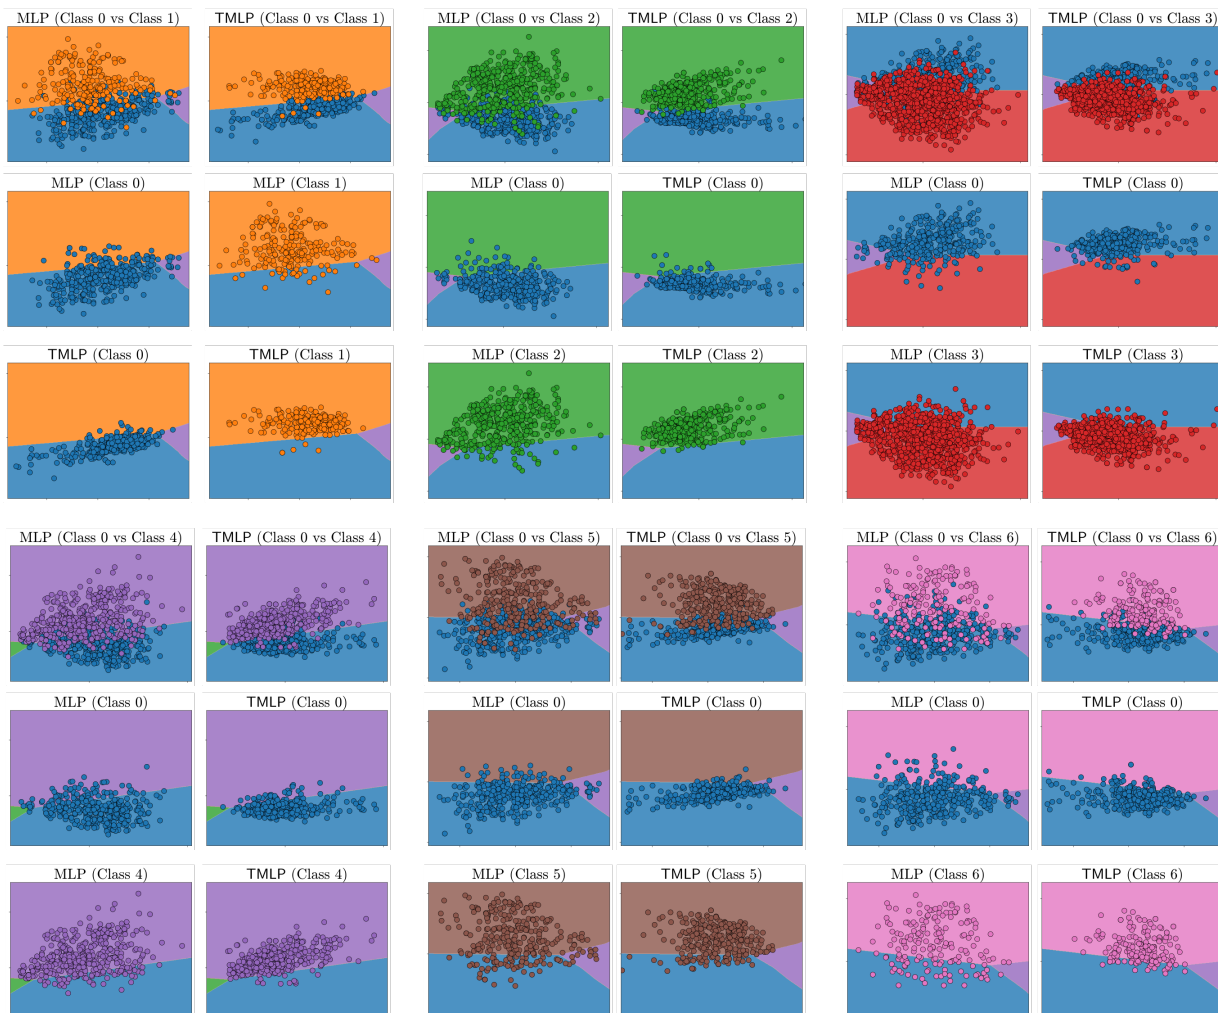 MLP (Class 0 vs Class 1) TMLP (Class 0 vs Class 1) MLP (Class 0 vs Class 2) TMLP (Class 0 vs Class 2) MLP (Class 0 vs Class 3) TMLP (Class 0 vs Class 3)
MLP (Class 0) MLP (Class 1) MLP (Class 0) TMLP (Class 0) MLP (Class 0) TMLP (Class 0)
TMLP (Class 0) TMLP (Class 1) MLP (Class 2) TMLP (Class 2) MLP (Class 3) TMLP (Class 3)
MLP (Class 0 vs Class 4) TMLP (Class 0 vs Class 4) MLP (Class 0 vs Class 5) TMLP (Class 0 vs Class 5) MLP (Class 0 vs Class 6) TMLP (Class 0 vs Class 6)
MLP (Class 0) TMLP (Class 0) MLP (Class 0) TMLP (Class 0) MLP (Class 0) TMLP (Class 0)
MLP (Class 4) TMLP (Class 4) MLP (Class 5) TMLP (Class 5) MLP (Class 6) TMLP (Class 6)